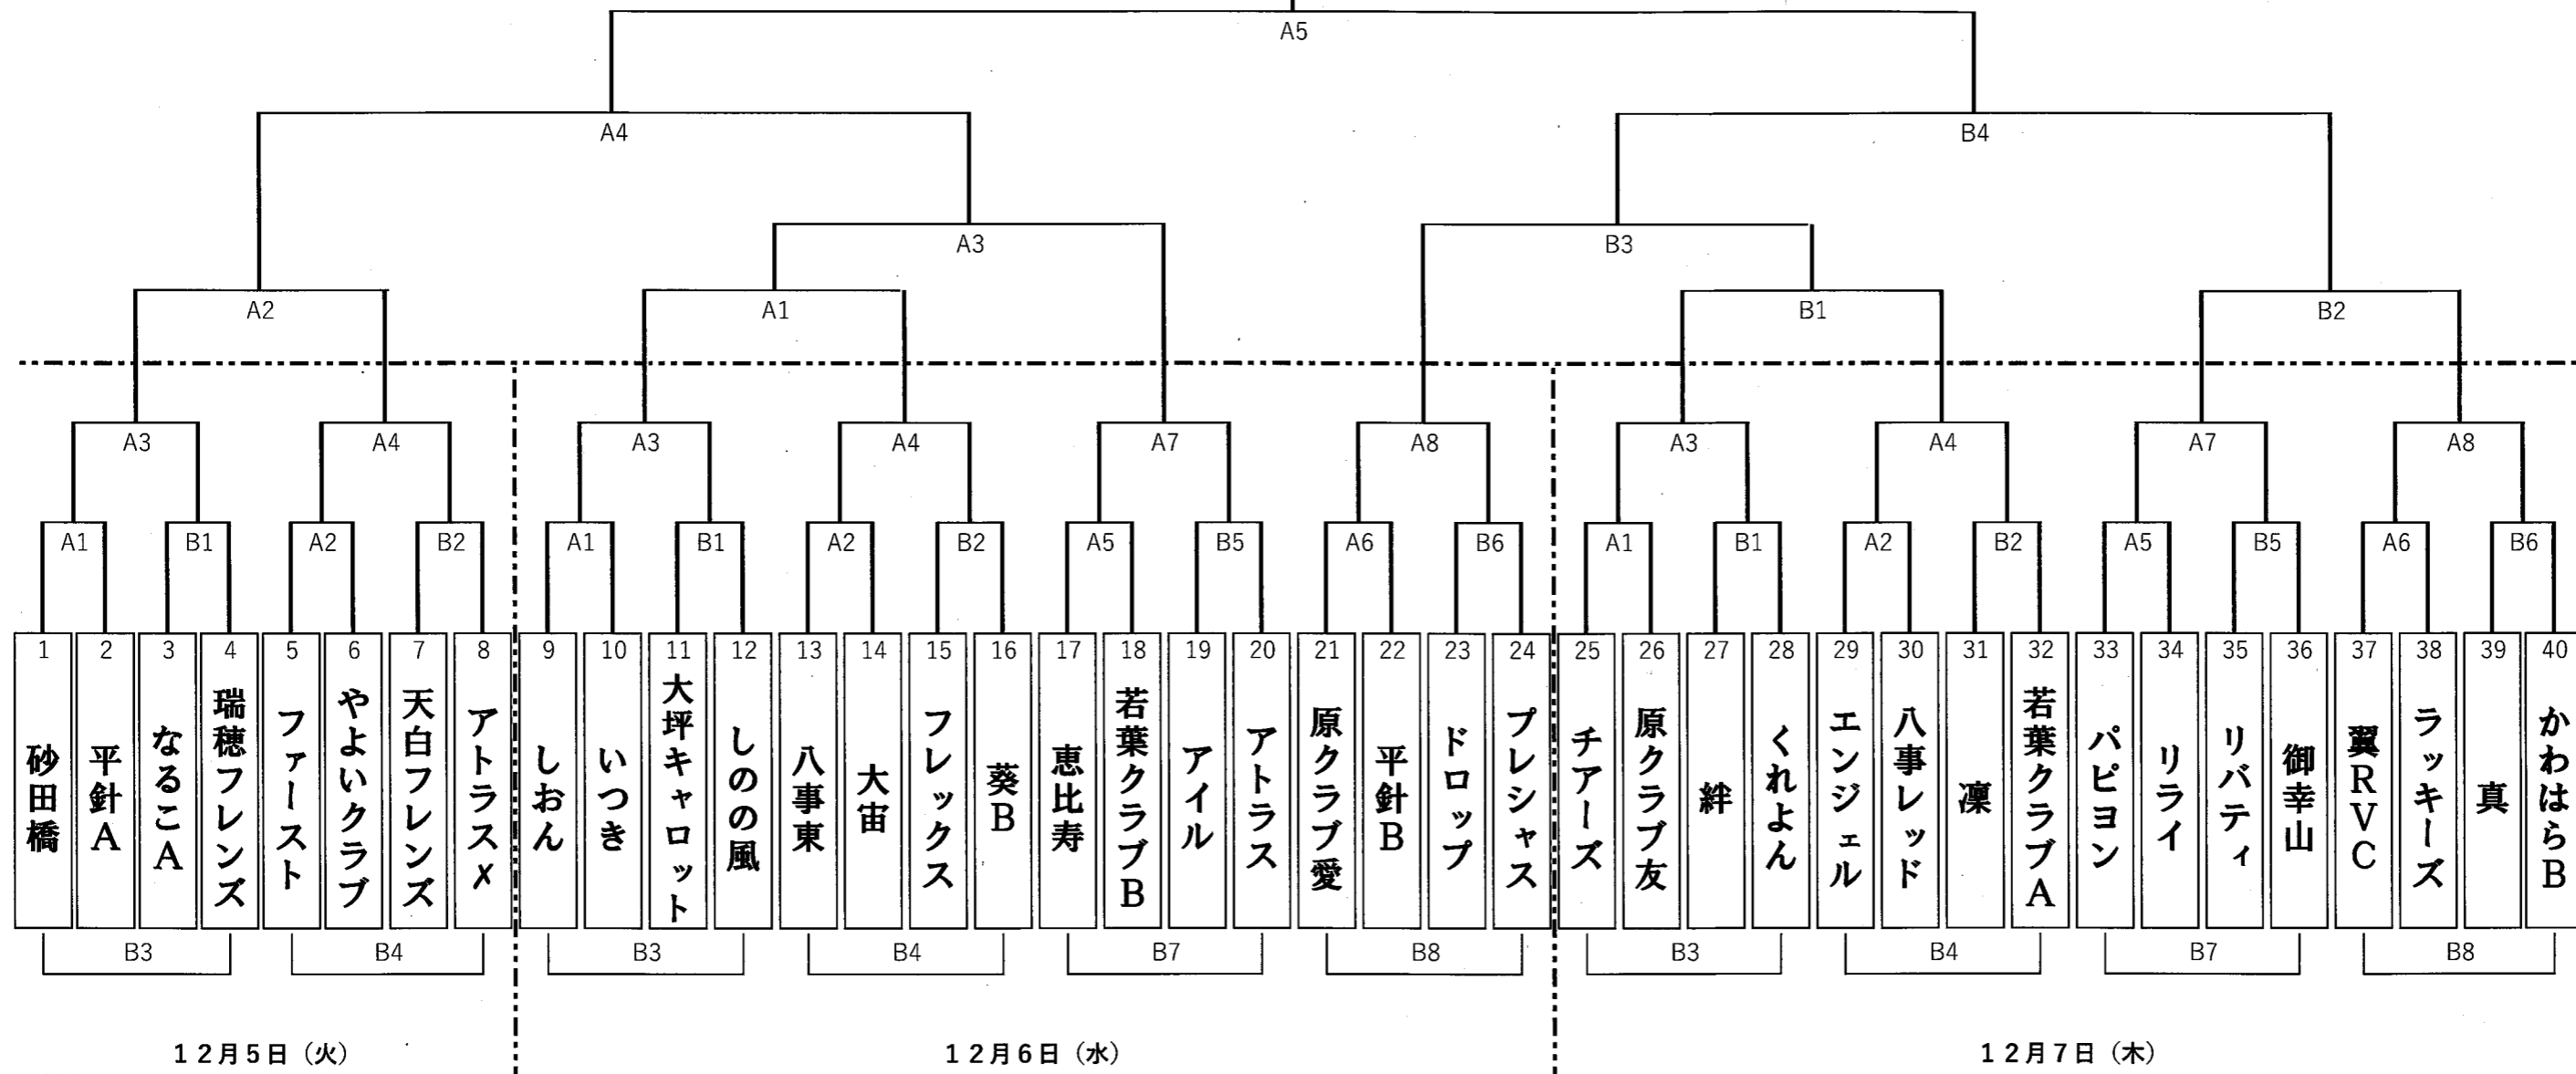 A5
A4
B4
A3
B3
A2
A1
B1
B2
A3
A4
A3
A4
A7
A8
A3
A4
A7
A8
A1
B1
A2
B2
A1
B1
A2
B2
A5
B5
A6
B6
A1
B1
A2
B2
A5
B5
A6
B6
1
砂田橋
2
平針A
3
なるこA
4
瑞穂フレンズ
5
ファースト
6
やよいクラブ
7
天白フレンズ
8
アトラス✗
9
しおん
10
いつき
11
大坪キャロット
12
しのの風
13
八事東
14
大宙
15
フレックス
16
葵B
17
恵比寿
18
若葉クラブB
19
アイル
20
アトラス
21
原クラブ愛
22
平針B
23
ドロップ
24
プレシャス
25
チアーズ
26
原クラブ友
27
絆
28
くれよん
29
エンジェル
30
八事レッド
31
凜
32
若葉クラブA
33
パピヨン
34
リライ
35
リバティ
36
御幸山
37
翼RVC
38
ラッキーズ
39
真
40
かわはらB
B3
B4
B3
B4
B7
B8
B3
B4
B7
B8
12月5日（火）
12月6日（水）
12月7日（木）